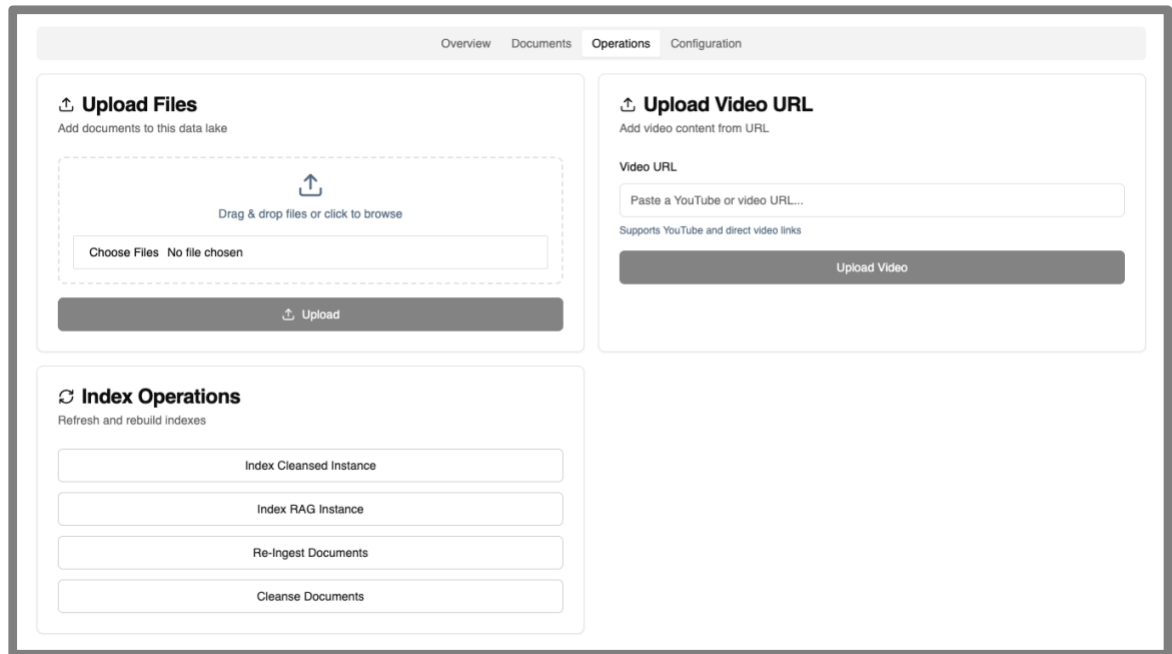 Overview Documents Operations Configuration
Upload Files
Add documents to this data lake
Drag & drop files or click to browse
Choose Files No file chosen
Upload
Upload Video URL
Add video content from URL
Video URL
Paste a YouTube or video URL...
Supports YouTube and direct video links
Upload Video
Index Operations
Refresh and rebuild indexes
Index Cleansed Instance
Index RAG Instance
Re-Ingest Documents
Cleanse Documents